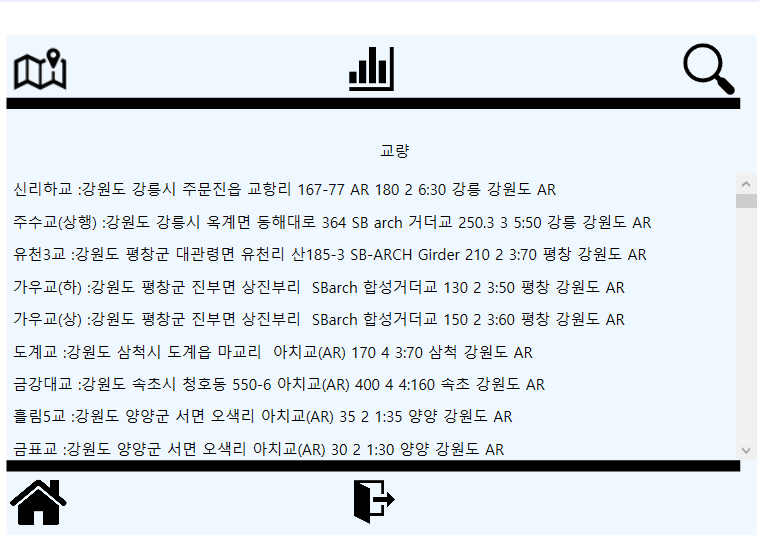 교량
신리하교 :강원도 강릉시 주문진읍 교항리 167-77 AR 180 2 6:30 강릉 강원도 AR
주수교(상행) :강원도 강릉시 옥계면 동해대로 364 SB arch 거더교 250.3 3 5:50 강릉 강원도 AR
유천3교 :강원도 평창군 대관령면 유천리 산185-3 SB-ARCH Girder 210 2 3:70 평창 강원도 AR
가우교(하) :강원도 평창군 진부면 상진부리  SBarch 합성거더교 130 2 3:50 평창 강원도 AR
가우교(상) :강원도 평창군 진부면 상진부리  SBarch 합성거더교 150 2 3:60 평창 강원도 AR
도계교 :강원도 삼척시 도계읍 마교리  아치교(AR) 170 4 3:70 삼척 강원도 AR
금강대교 :강원도 속초시 청호동 550-6 아치교(AR) 400 4 4:160 속초 강원도 AR
흘림5교 :강원도 양양군 서면 오색리 아치교(AR) 35 2 1:35 양양 강원도 AR
금표교 :강원도 양양군 서면 오색리 아치교(AR) 30 2 1:30 양양 강원도 AR